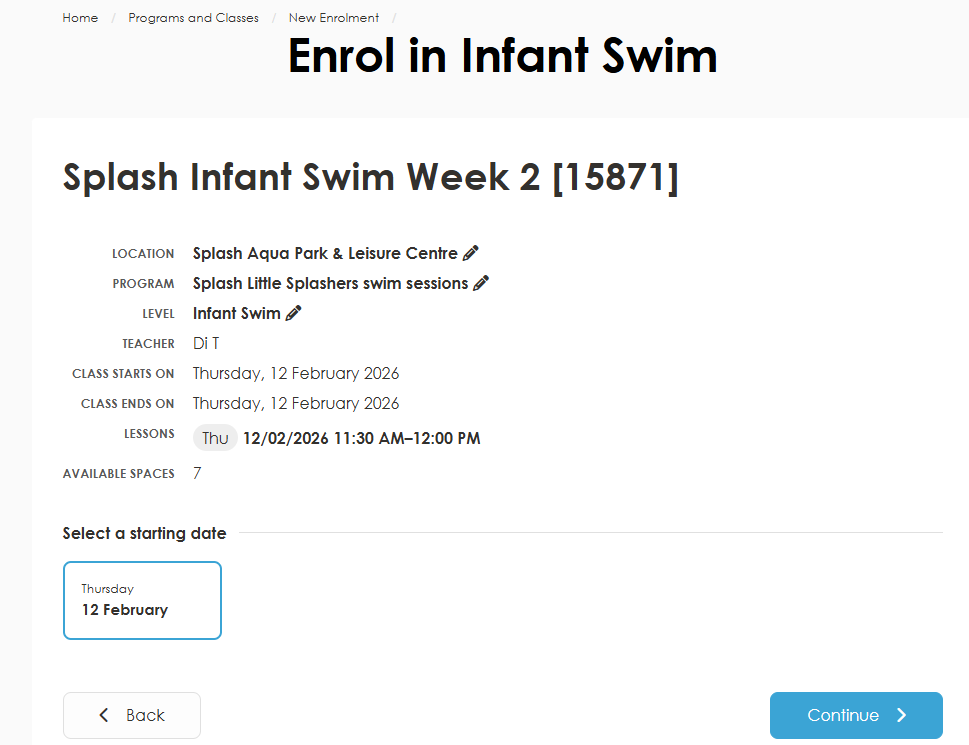 Home / Programs and Classes / New Enrolment /
Enrol in Infant Swim
Splash Infant Swim Week 2 [15871]
LOCATION Splash Aqua Park & Leisure Centre
PROGRAM Splash Little Splashers swim sessions
LEVEL Infant Swim
TEACHER Di T
CLASS STARTS ON Thursday, 12 February 2026
CLASS ENDS ON Thursday, 12 February 2026
LESSONS Thu 12/02/2026 11:30 AM–12:00 PM
AVAILABLE SPACES 7
Select a starting date
Thursday
12 February
Back Continue